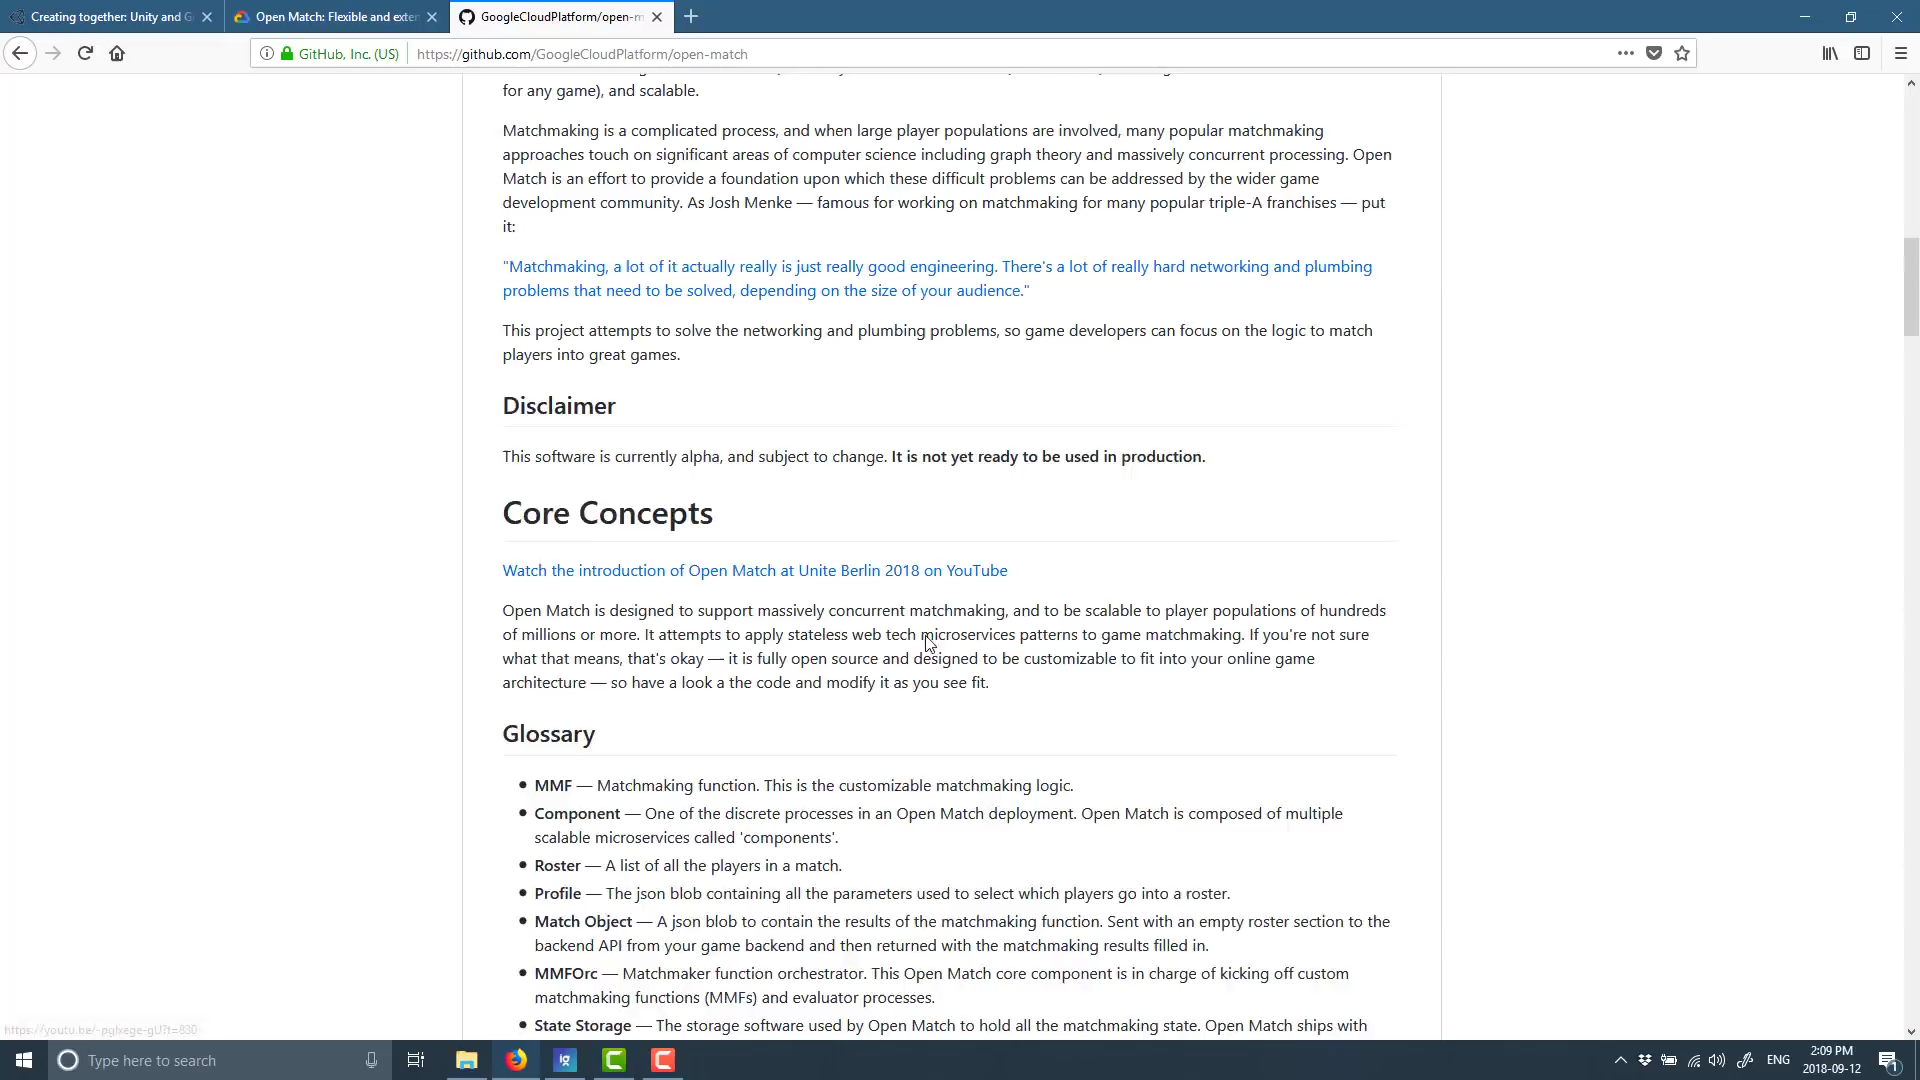 Creating together: Unity and G
Open Match: Flexible and exten
GoogleCloudPlatform/open-m
GitHub, Inc. (US)
https://github.com/GoogleCloudPlatform/open-match
for any game), and scalable.
Matchmaking is a complicated process, and when large player populations are involved, many popular matchmaking
approaches touch on significant areas of computer science including graph theory and massively concurrent processing. Open
Match is an effort to provide a foundation upon which these difficult problems can be addressed by the wider game
development community. As Josh Menke — famous for working on matchmaking for many popular triple-A franchises — put
it:
"Matchmaking, a lot of it actually really is just really good engineering. There's a lot of really hard networking and plumbing
problems that need to be solved, depending on the size of your audience."
This project attempts to solve the networking and plumbing problems, so game developers can focus on the logic to match
players into great games.
Disclaimer
This software is currently alpha, and subject to change. It is not yet ready to be used in production.
Core Concepts
Watch the introduction of Open Match at Unite Berlin 2018 on YouTube
Open Match is designed to support massively concurrent matchmaking, and to be scalable to player populations of hundreds
of millions or more. It attempts to apply stateless web tech microservices patterns to game matchmaking. If you're not sure
what that means, that's okay — it is fully open source and designed to be customizable to fit into your online game
architecture — so have a look a the code and modify it as you see fit.
Glossary
• MMF — Matchmaking function. This is the customizable matchmaking logic.
• Component — One of the discrete processes in an Open Match deployment. Open Match is composed of multiple
scalable microservices called 'components'.
• Roster — A list of all the players in a match.
• Profile — The json blob containing all the parameters used to select which players go into a roster.
• Match Object — A json blob to contain the results of the matchmaking function. Sent with an empty roster section to the
backend API from your game backend and then returned with the matchmaking results filled in.
• MMFOrc — Matchmaker function orchestrator. This Open Match core component is in charge of kicking off custom
matchmaking functions (MMFs) and evaluator processes.
• State Storage — The storage software used by Open Match to hold all the matchmaking state. Open Match ships with
Type here to search
Ig
ENG
2:09 PM
2018-09-12
1